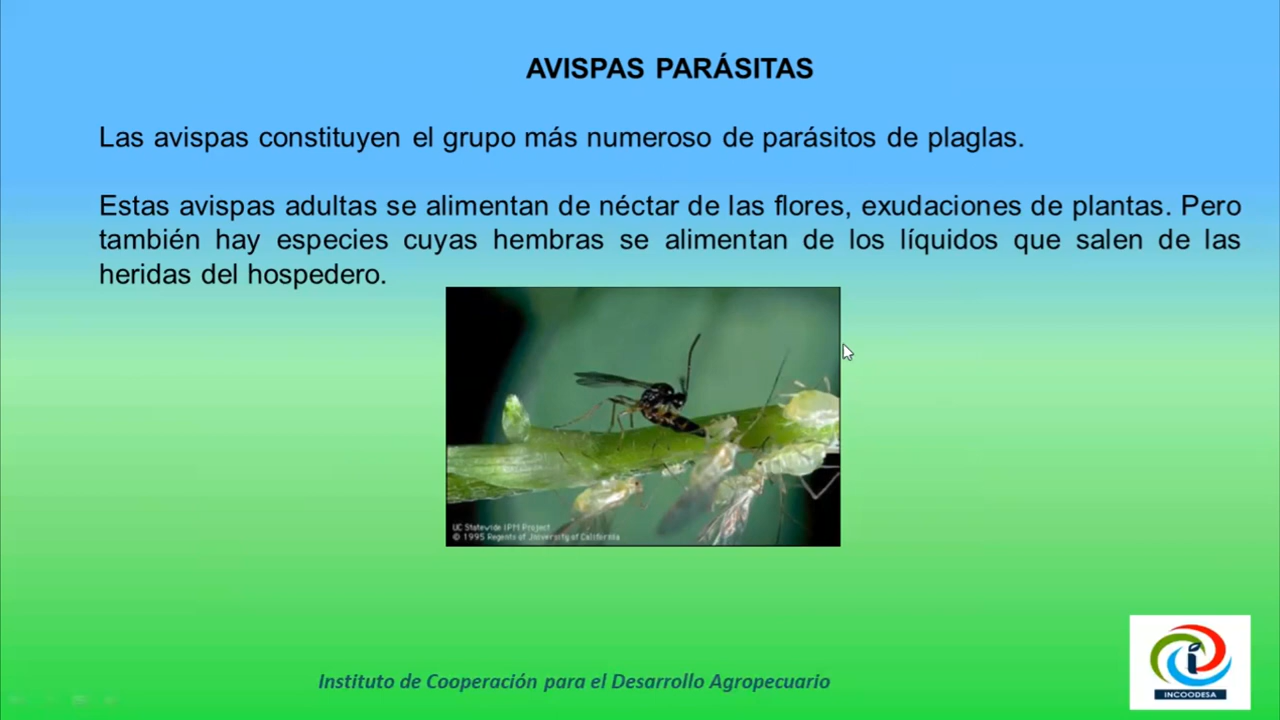 AVISPAS PARÁSITAS
Las avispas constituyen el grupo más numeroso de parásitos de plaglas.
Estas avispas adultas se alimentan de néctar de las flores, exudaciones de plantas. Pero
también hay especies cuyas hembras se alimentan de los líquidos que salen de las
heridas del hospedero.
UC Statewide IPM Project
© 1995 Regents of University of California
Instituto de Cooperación para el Desarrollo Agropecuario
INCOODESA